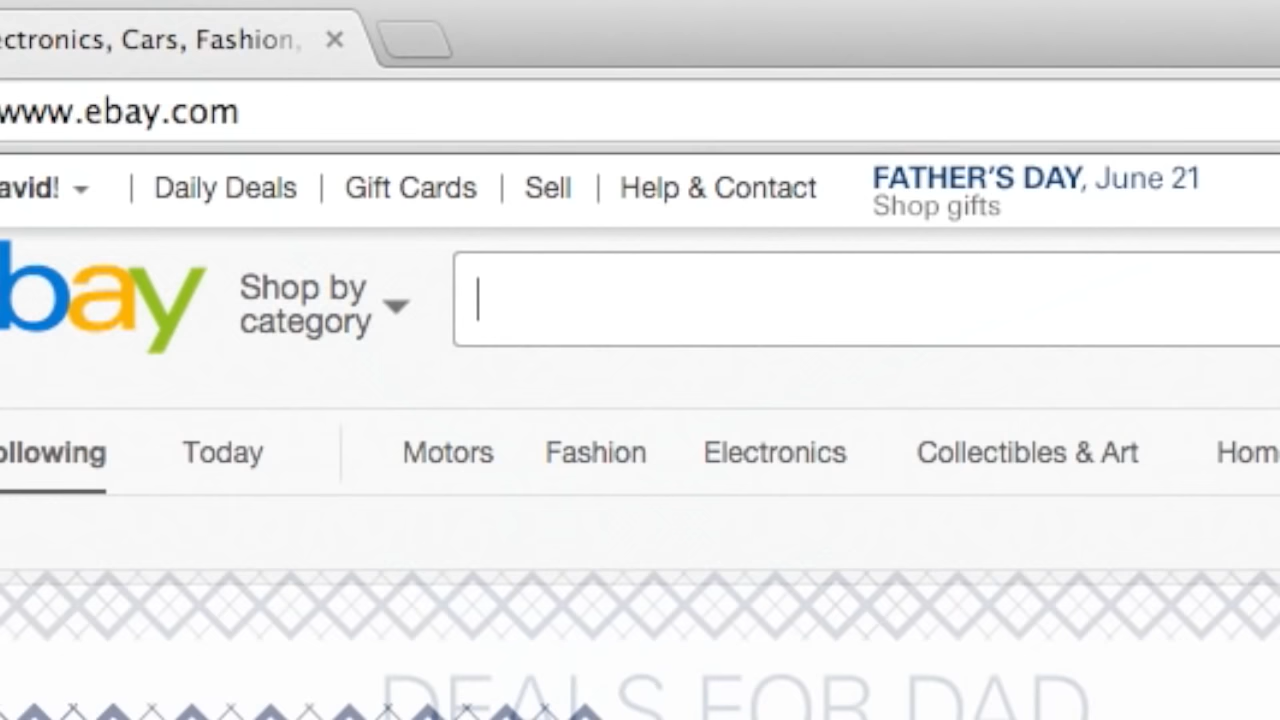 ectronics, Cars, Fashion,
www.ebay.com
avid! | Daily Deals | Gift Cards | Sell | Help & Contact
FATHER'S DAY, June 21
Shop gifts
bay
Shop by
category
ollowing Today Motors Fashion Electronics Collectibles & Art Hom
DEALS FOR DAD